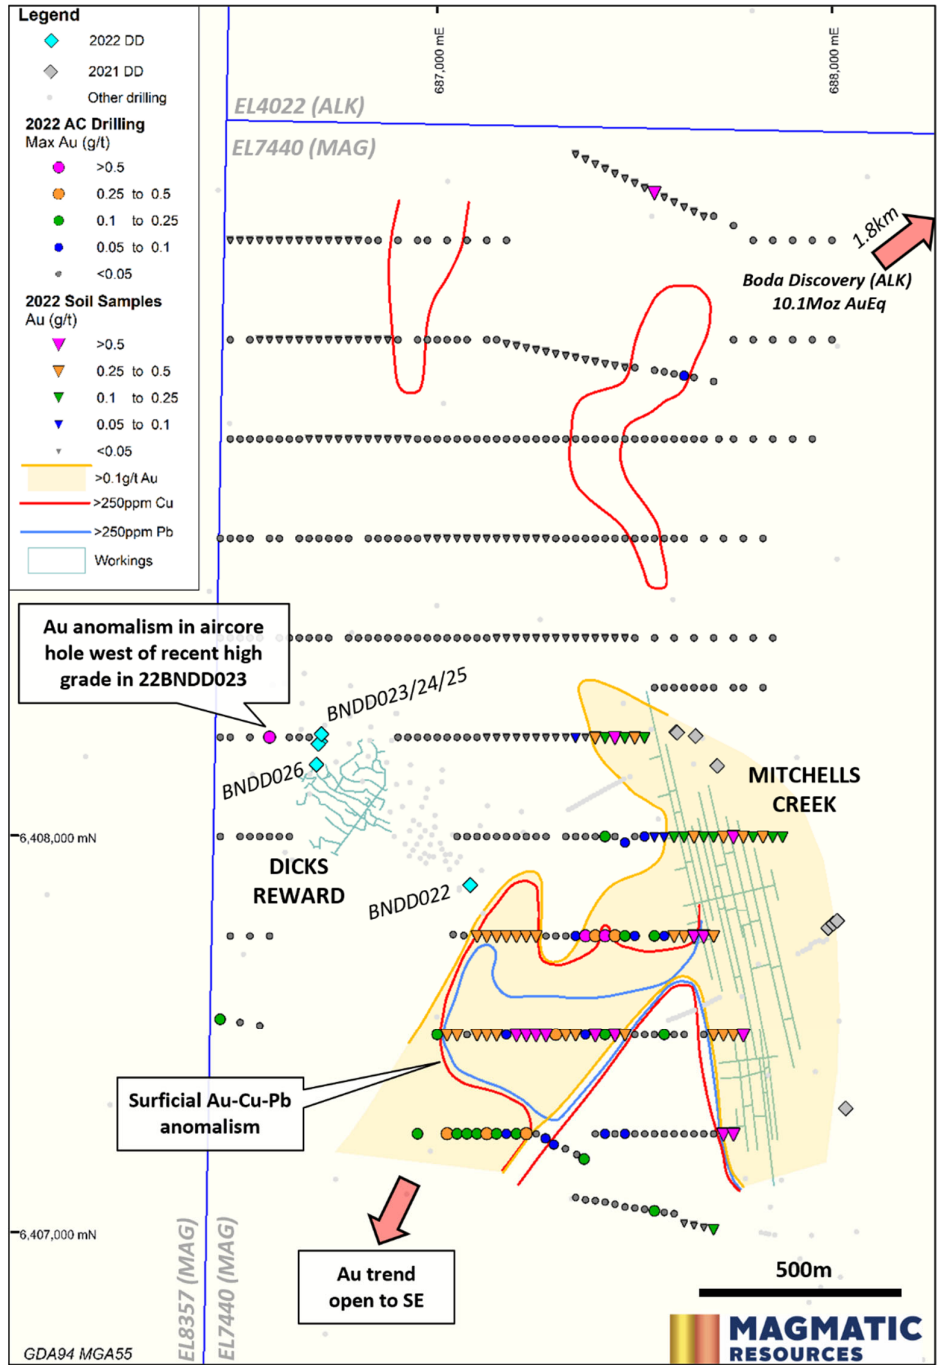 Legend
2022 DD
2021 DD
Other drilling
2022 AC Drilling
Max Au (g/t)
>0.5
0.25 to 0.5
0.1 to 0.25
0.05 to 0.1
<0.05
2022 Soil Samples
Au (g/t)
>0.5
0.25 to 0.5
0.1 to 0.25
0.05 to 0.1
<0.05
>0.1g/t Au
>250ppm Cu
>250ppm Pb
Workings
687,000 mE
688,000 mE
EL4022 (ALK)
EL7440 (MAG)
1.8km
Boda Discovery (ALK)
10.1Moz AuEq
Au anomalism in aircore
hole west of recent high
grade in 22BNDD023
BNDD023/24/25
BNDD026
MITCHELLS
CREEK
6,408,000 mN
DICKS
REWARD
BNDD022
Surficial Au-Cu-Pb
anomalism
6,407,000 mN
EL8357 (MAG)
EL7440 (MAG)
Au trend
open to SE
500m
GDA94 MGA55
MAGMATIC
RESOURCES